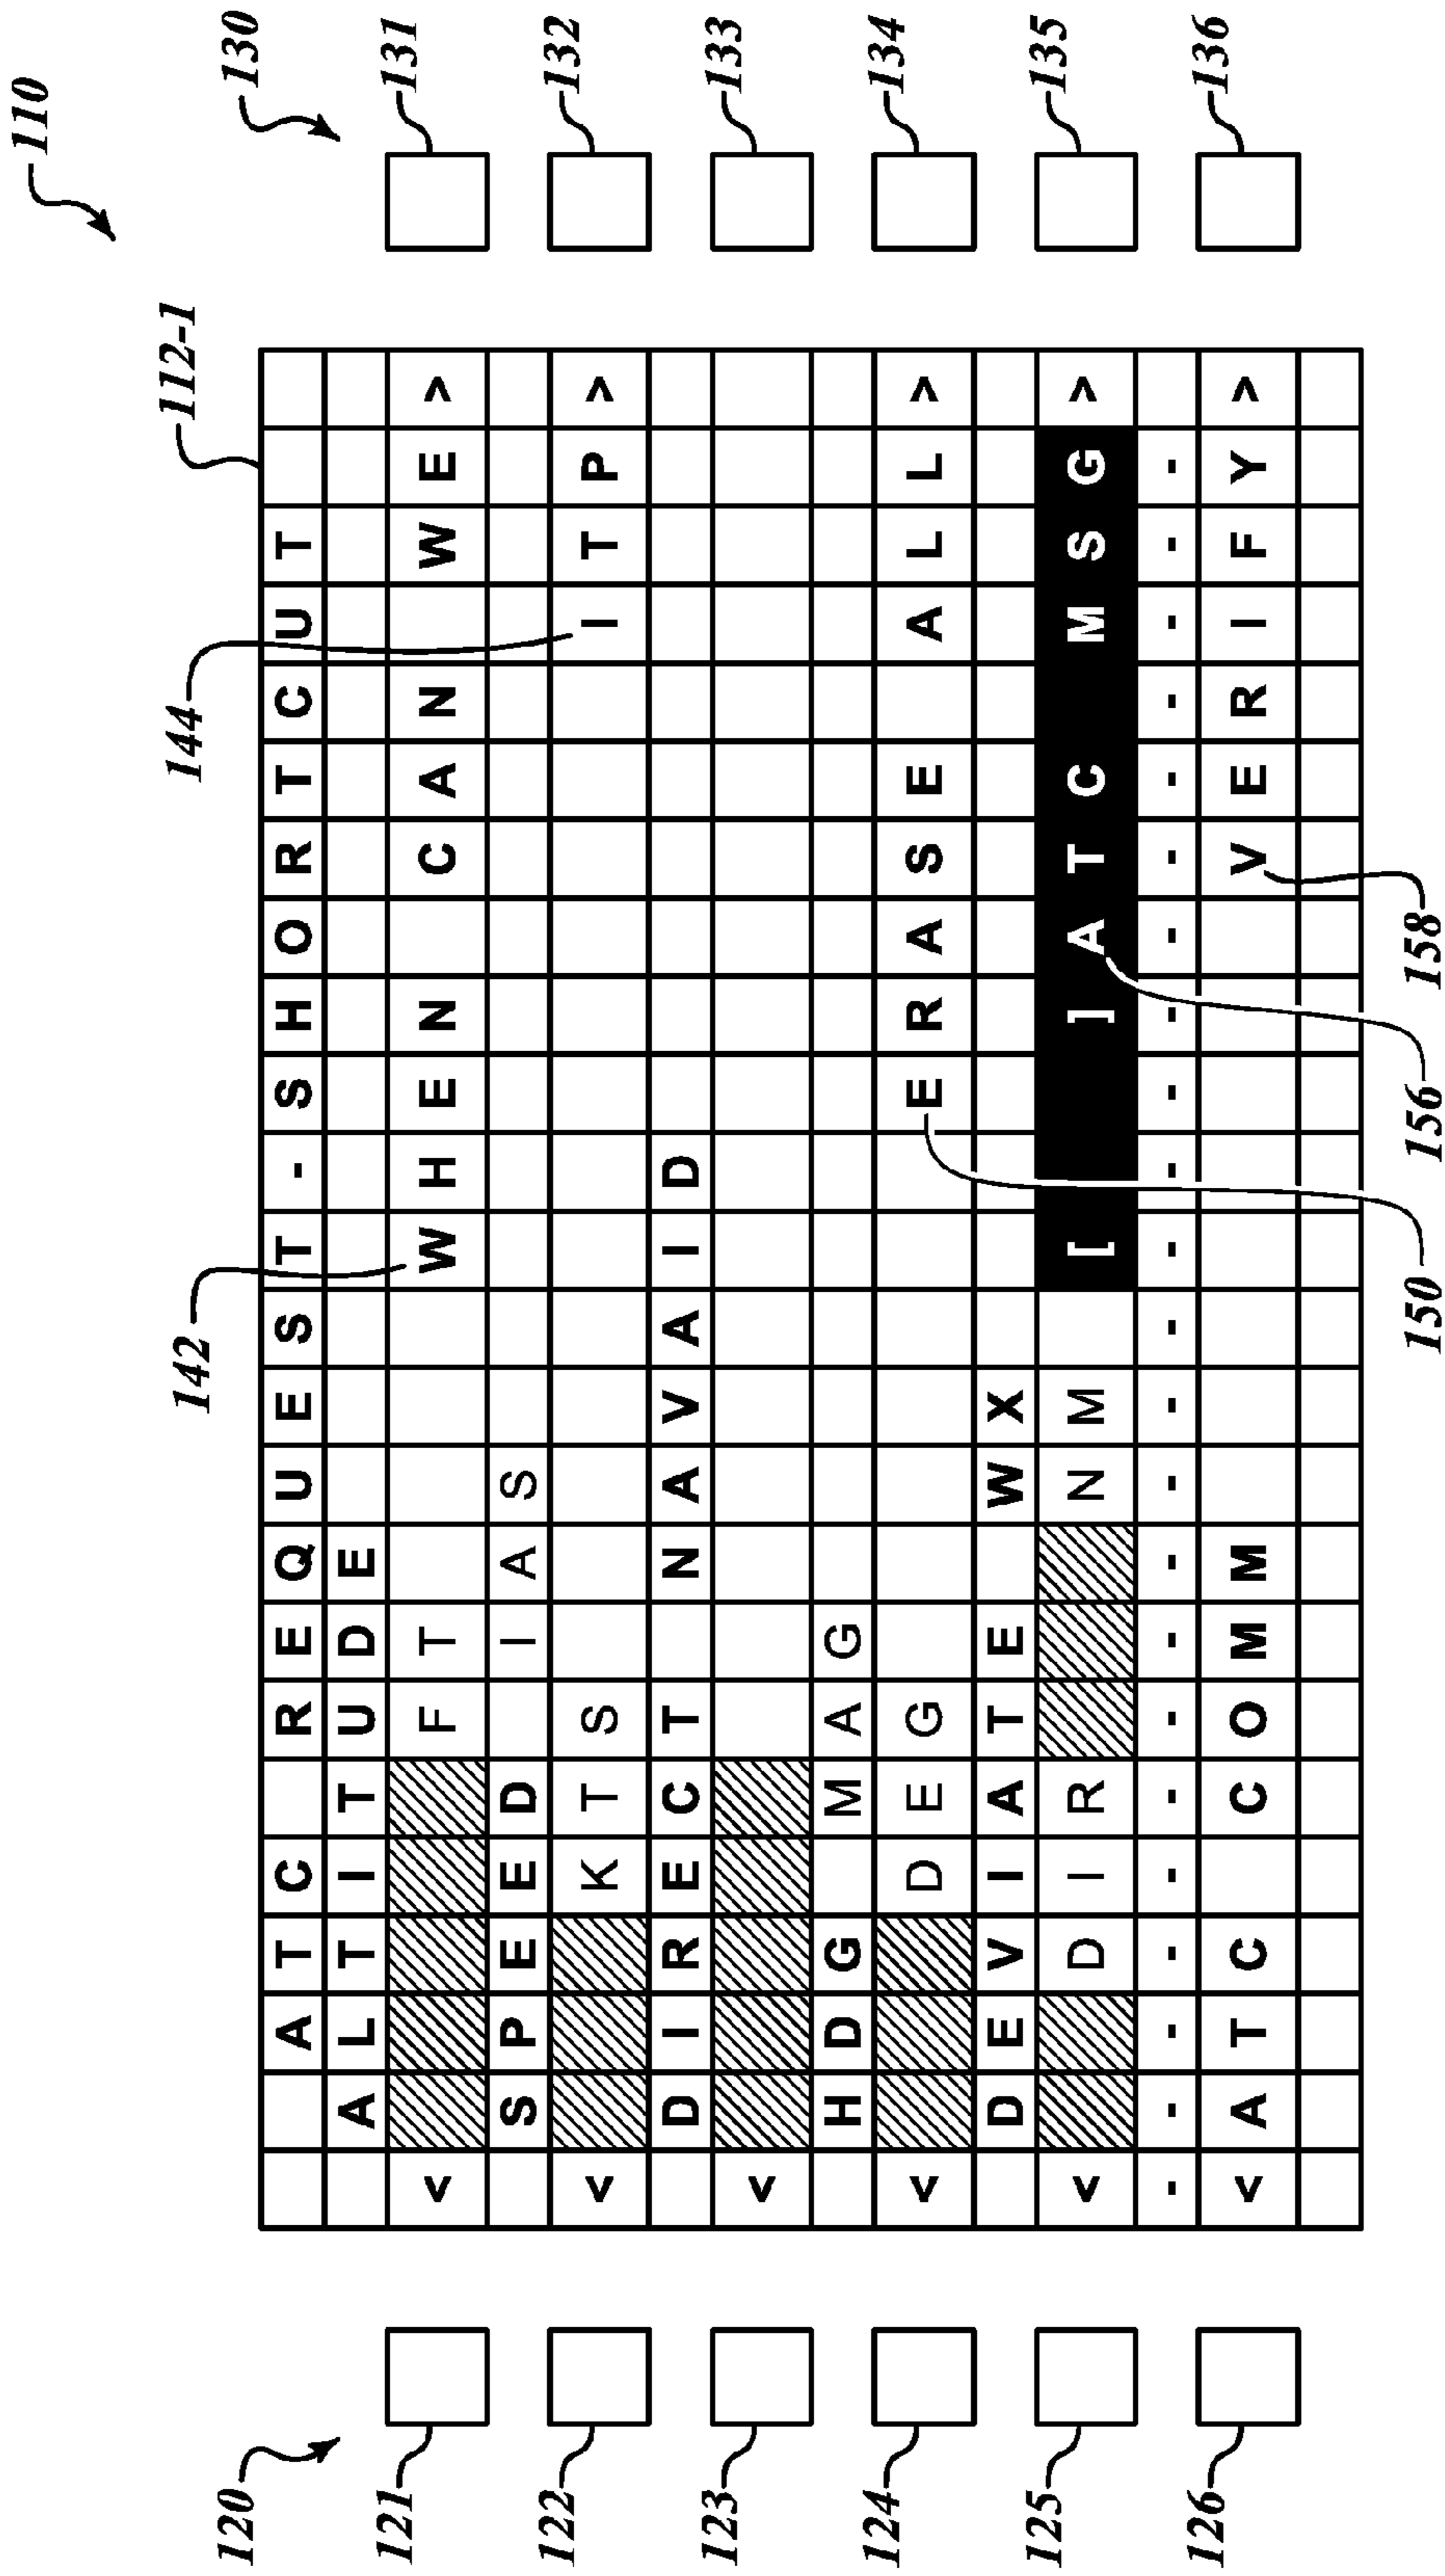 110
112-1
142 144
120 130
ATC REQUEST-SHORTCUT
ALTITUDE
121 < FT WHEN CAN WE > 131
SPEED IAS
122 < KTS ITP > 132
DIRECT NAVAID
123 < 133
HDG MAG
124 < DEG ERASE ALL > 134
DEVIATE WX
125 < DIR NM [ ] ATC MSG > 135
-----------------------
126 < ATC COMM VERIFY > 136
150 156 158